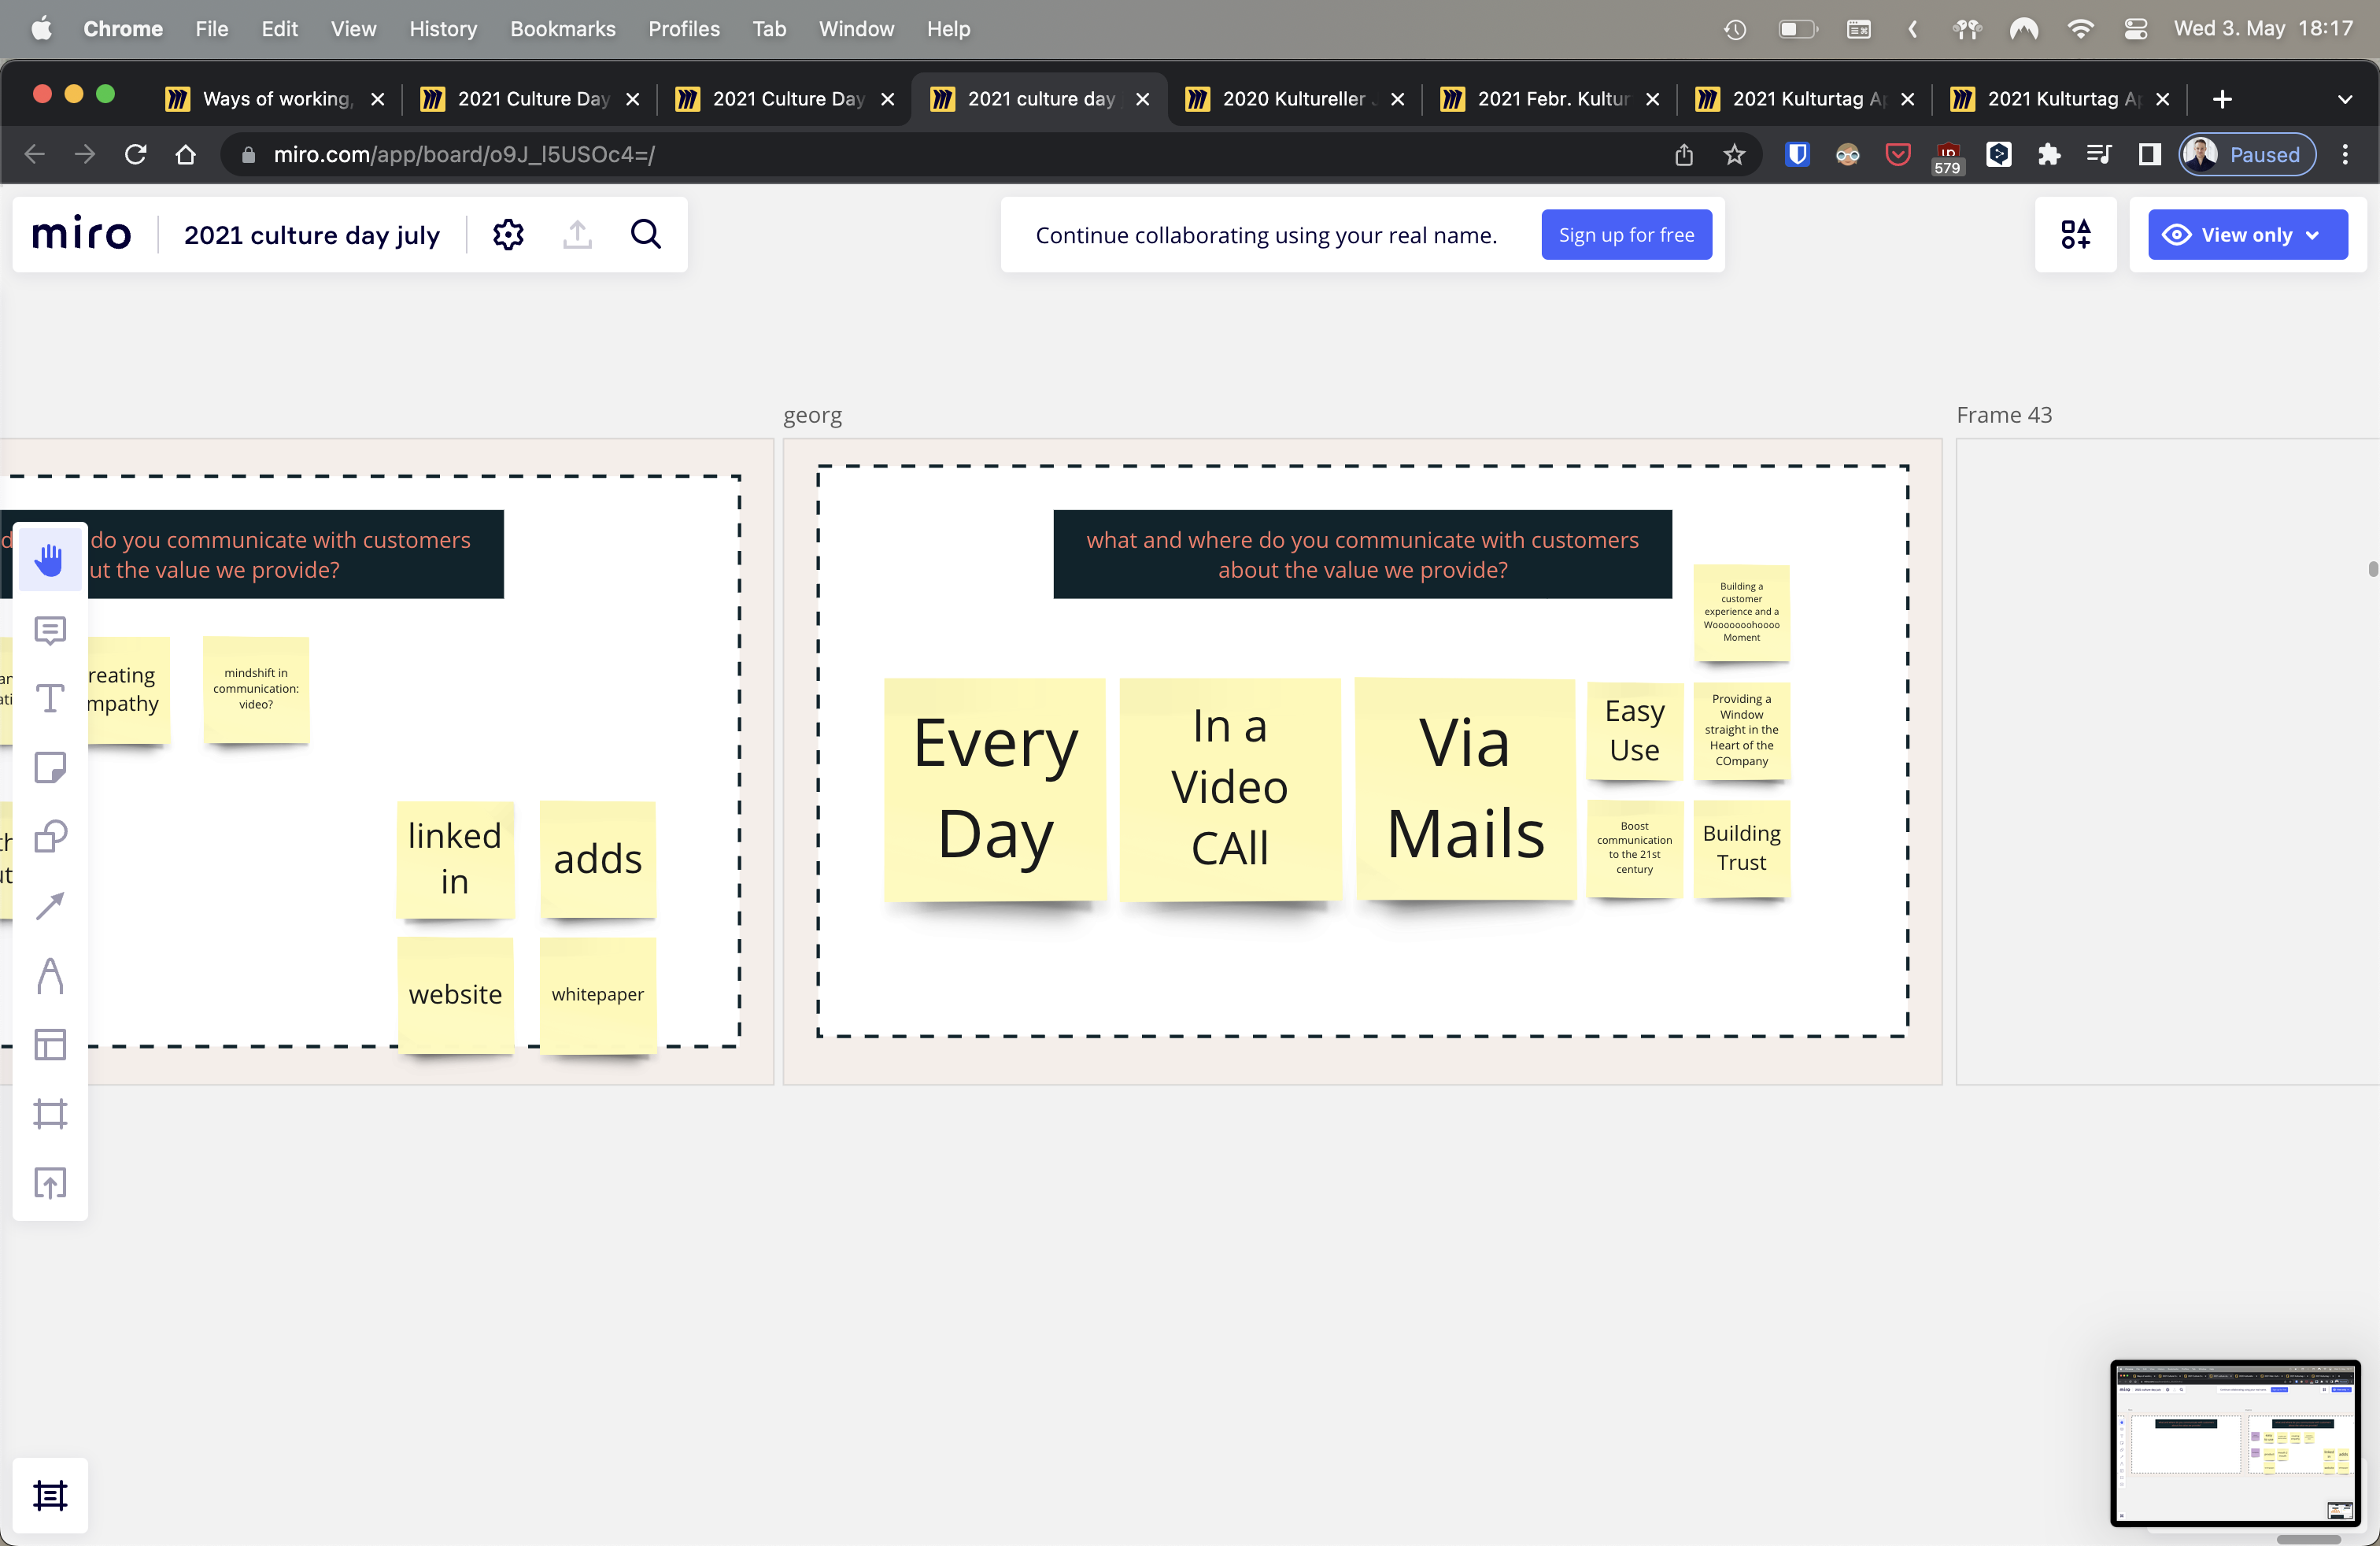 Chrome File Edit View History Bookmarks Profiles Tab Window Help
Wed 3. May 18:17
Ways of working,
2021 Culture Day
2021 Culture Day
2021 culture day
2020 Kultureller
2021 Febr. Kultur
2021 Kulturtag
2021 Kulturtag
miro.com/app/board/o9J_l5USOc4=/
579
Paused
miro
2021 culture day july
Continue collaborating using your real name.
Sign up for free
View only
georg
Frame 43
do you communicate with customers
ut the value we provide?
reating
mpathy
mindshift in
communication:
video?
linked
in
adds
website
whitepaper
what and where do you communicate with customers
about the value we provide?
Building a
customer
experience and a
Wooooooohoooo
Moment
Every
Day
In a
Video
CAll
Via
Mails
Easy
Use
Providing a
Window
straight in the
Heart of the
COmpany
Boost
communication
to the 21st
century
Building
Trust